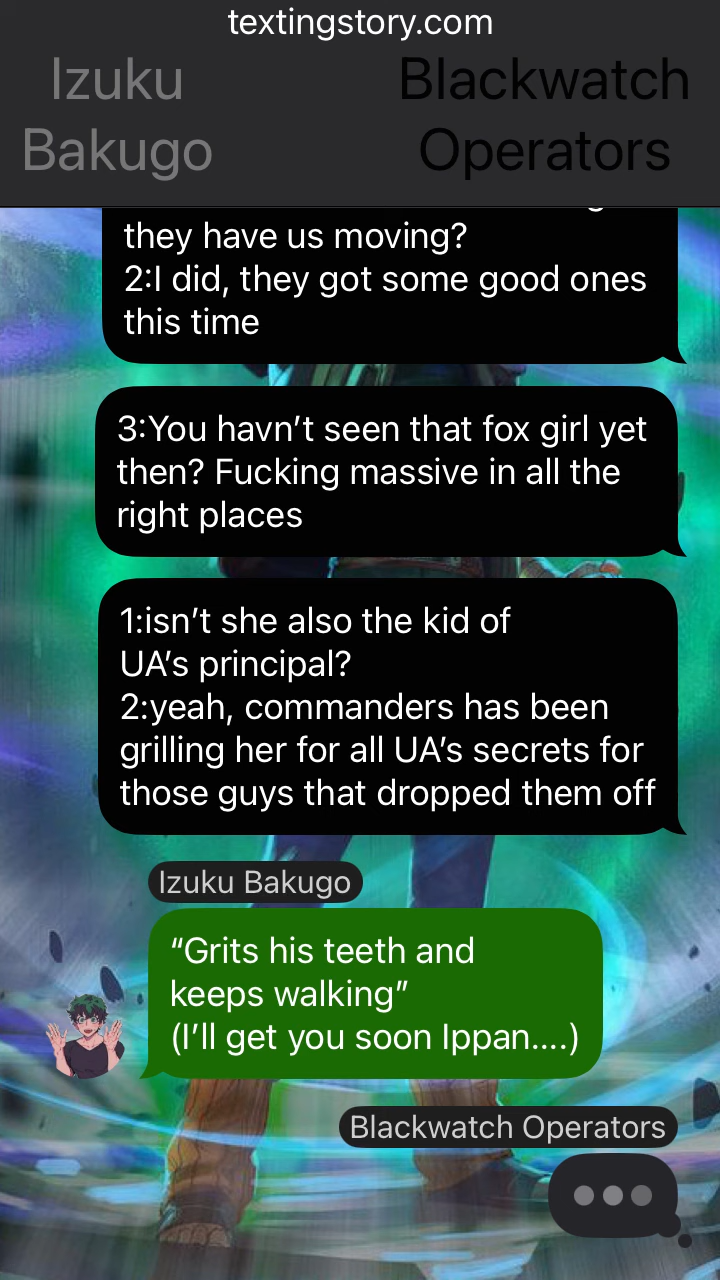 textingstory.com
Izuku Bakugo
Blackwatch Operators
they have us moving?
2:I did, they got some good ones
this time
3:You havn’t seen that fox girl yet
then? Fucking massive in all the
right places
1:isn’t she also the kid of
UA’s principal?
2:yeah, commanders has been
grilling her for all UA’s secrets for
those guys that dropped them off
Izuku Bakugo
“Grits his teeth and
keeps walking”
(I’ll get you soon Ippan....)
Blackwatch Operators